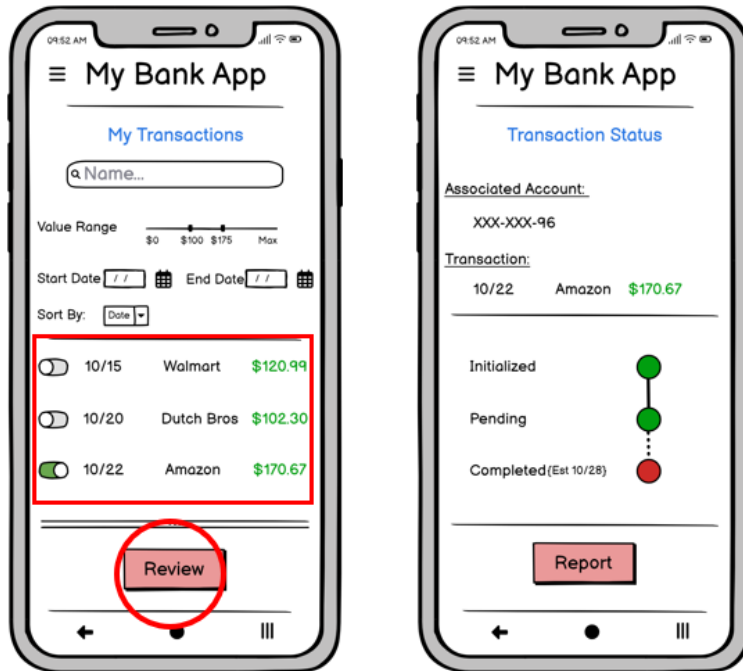 09:52 AM
My Bank App
My Transactions
Name...
Value Range
$0 $100 $175 Max
Start Date / / End Date / /
Sort By: Date
10/15 Walmart $120.99
10/20 Dutch Bros $102.30
10/22 Amazon $170.67
Review
09:52 AM
My Bank App
Transaction Status
Associated Account:
XXX-XXX-96
Transaction:
10/22 Amazon $170.67
Initialized
Pending
Completed{Est 10/28}
Report